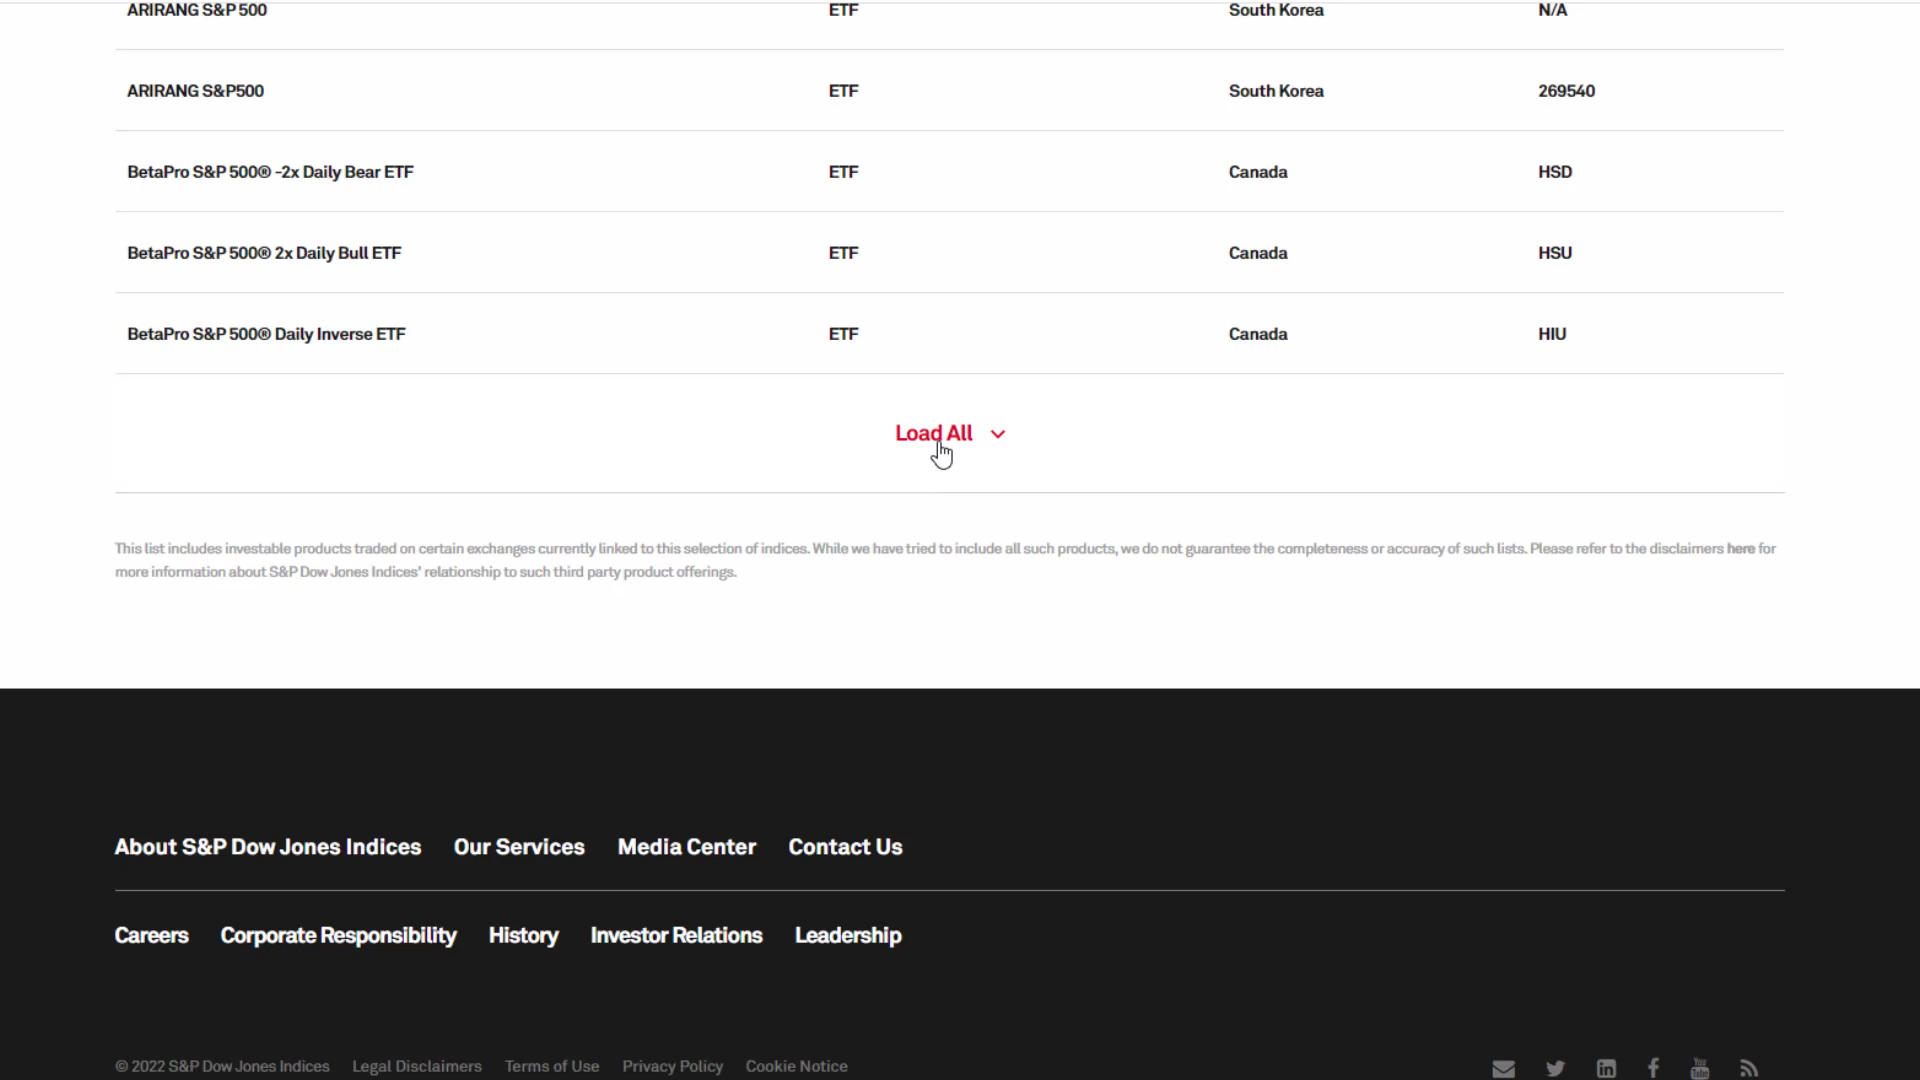 ARIRANG S&P 500 ETF South Korea N/A
ARIRANG S&P500 ETF South Korea 269540
BetaPro S&P 500® -2x Daily Bear ETF ETF Canada HSD
BetaPro S&P 500® 2x Daily Bull ETF ETF Canada HSU
BetaPro S&P 500® Daily Inverse ETF ETF Canada HIU
Load All
This list includes investable products traded on certain exchanges currently linked to this selection of indices. While we have tried to include all such products, we do not guarantee the completeness or accuracy of such lists. Please refer to the disclaimers here for
more information about S&P Dow Jones Indices' relationship to such third party product offerings.
About S&P Dow Jones Indices Our Services Media Center Contact Us
Careers Corporate Responsibility History Investor Relations Leadership
© 2022 S&P Dow Jones Indices Legal Disclaimers Terms of Use Privacy Policy Cookie Notice